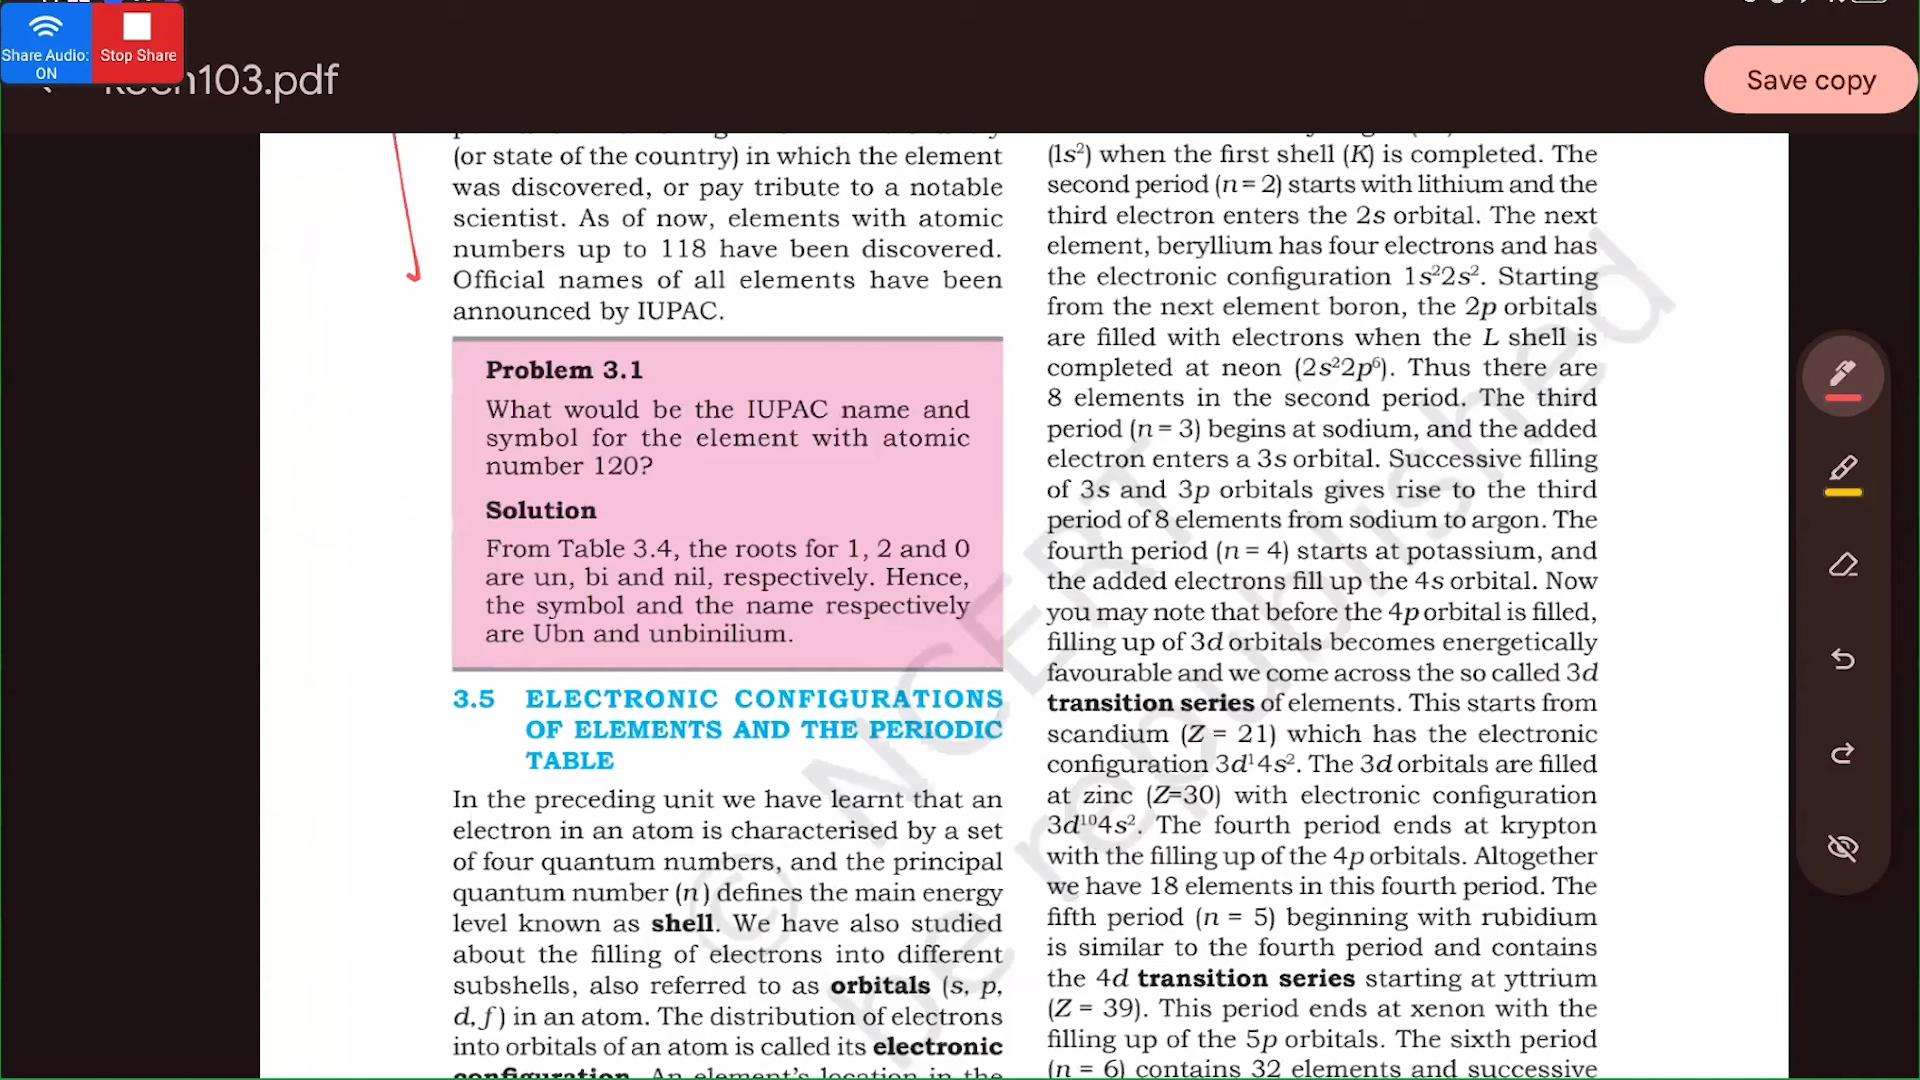 Share Audio:
ON
Stop Share
103.pdf
Save copy
(or state of the country) in which the element
was discovered, or pay tribute to a notable
scientist. As of now, elements with atomic
numbers up to 118 have been discovered.
Official names of all elements have been
announced by IUPAC.
Problem 3.1
What would be the IUPAC name and
symbol for the element with atomic
number 120?
Solution
From Table 3.4, the roots for 1, 2 and 0
are un, bi and nil, respectively. Hence,
the symbol and the name respectively
are Ubn and unbinilium.
3.5 ELECTRONIC CONFIGURATIONS
OF ELEMENTS AND THE PERIODIC
TABLE
In the preceding unit we have learnt that an
electron in an atom is characterised by a set
of four quantum numbers, and the principal
quantum number (n) defines the main energy
level known as shell. We have also studied
about the filling of electrons into different
subshells, also referred to as orbitals (s, p,
d, f) in an atom. The distribution of electrons
into orbitals of an atom is called its electronic
configuration. An element's location in the
(1s²) when the first shell (K) is completed. The
second period (n = 2) starts with lithium and the
third electron enters the 2s orbital. The next
element, beryllium has four electrons and has
the electronic configuration 1s²2s². Starting
from the next element boron, the 2p orbitals
are filled with electrons when the L shell is
completed at neon (2s²2p⁶). Thus there are
8 elements in the second period. The third
period (n = 3) begins at sodium, and the added
electron enters a 3s orbital. Successive filling
of 3s and 3p orbitals gives rise to the third
period of 8 elements from sodium to argon. The
fourth period (n = 4) starts at potassium, and
the added electrons fill up the 4s orbital. Now
you may note that before the 4p orbital is filled,
filling up of 3d orbitals becomes energetically
favourable and we come across the so called 3d
transition series of elements. This starts from
scandium (Z = 21) which has the electronic
configuration 3d¹4s². The 3d orbitals are filled
at zinc (Z=30) with electronic configuration
3d¹⁰4s². The fourth period ends at krypton
with the filling up of the 4p orbitals. Altogether
we have 18 elements in this fourth period. The
fifth period (n = 5) beginning with rubidium
is similar to the fourth period and contains
the 4d transition series starting at yttrium
(Z = 39). This period ends at xenon with the
filling up of the 5p orbitals. The sixth period
(n = 6) contains 32 elements and successive
© NCERT
be republished